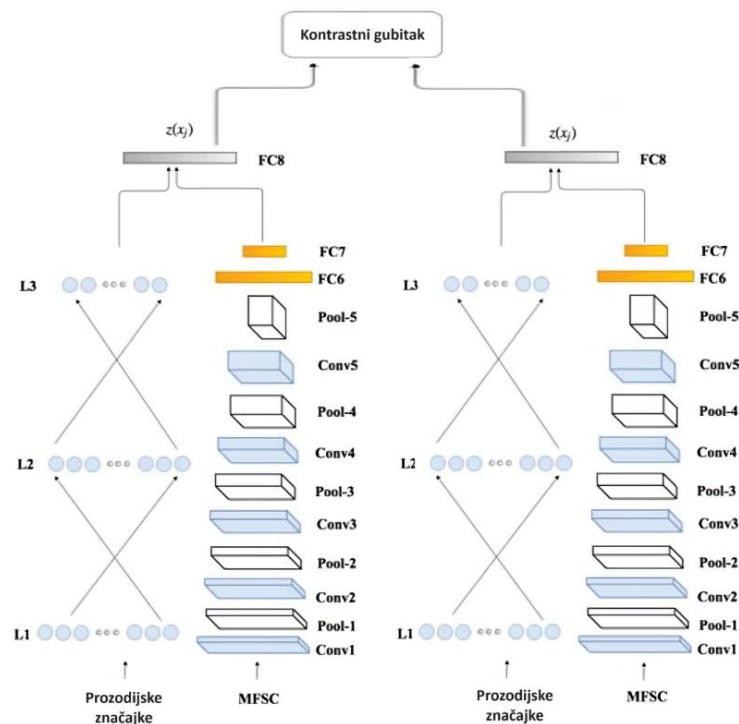 Kontrastni gubitak
z(x_j)
FC8
z(x_j)
FC8
FC7
L3
FC6
Pool-5
Conv5
Pool-4
Conv4
L2
Pool-3
Conv3
Pool-2
Conv2
Pool-1
L1
Conv1
Prozodijske
značajke
MFSC
FC7
L3
FC6
Pool-5
Conv5
Pool-4
Conv4
L2
Pool-3
Conv3
Pool-2
Conv2
Pool-1
L1
Conv1
Prozodijske
značajke
MFSC